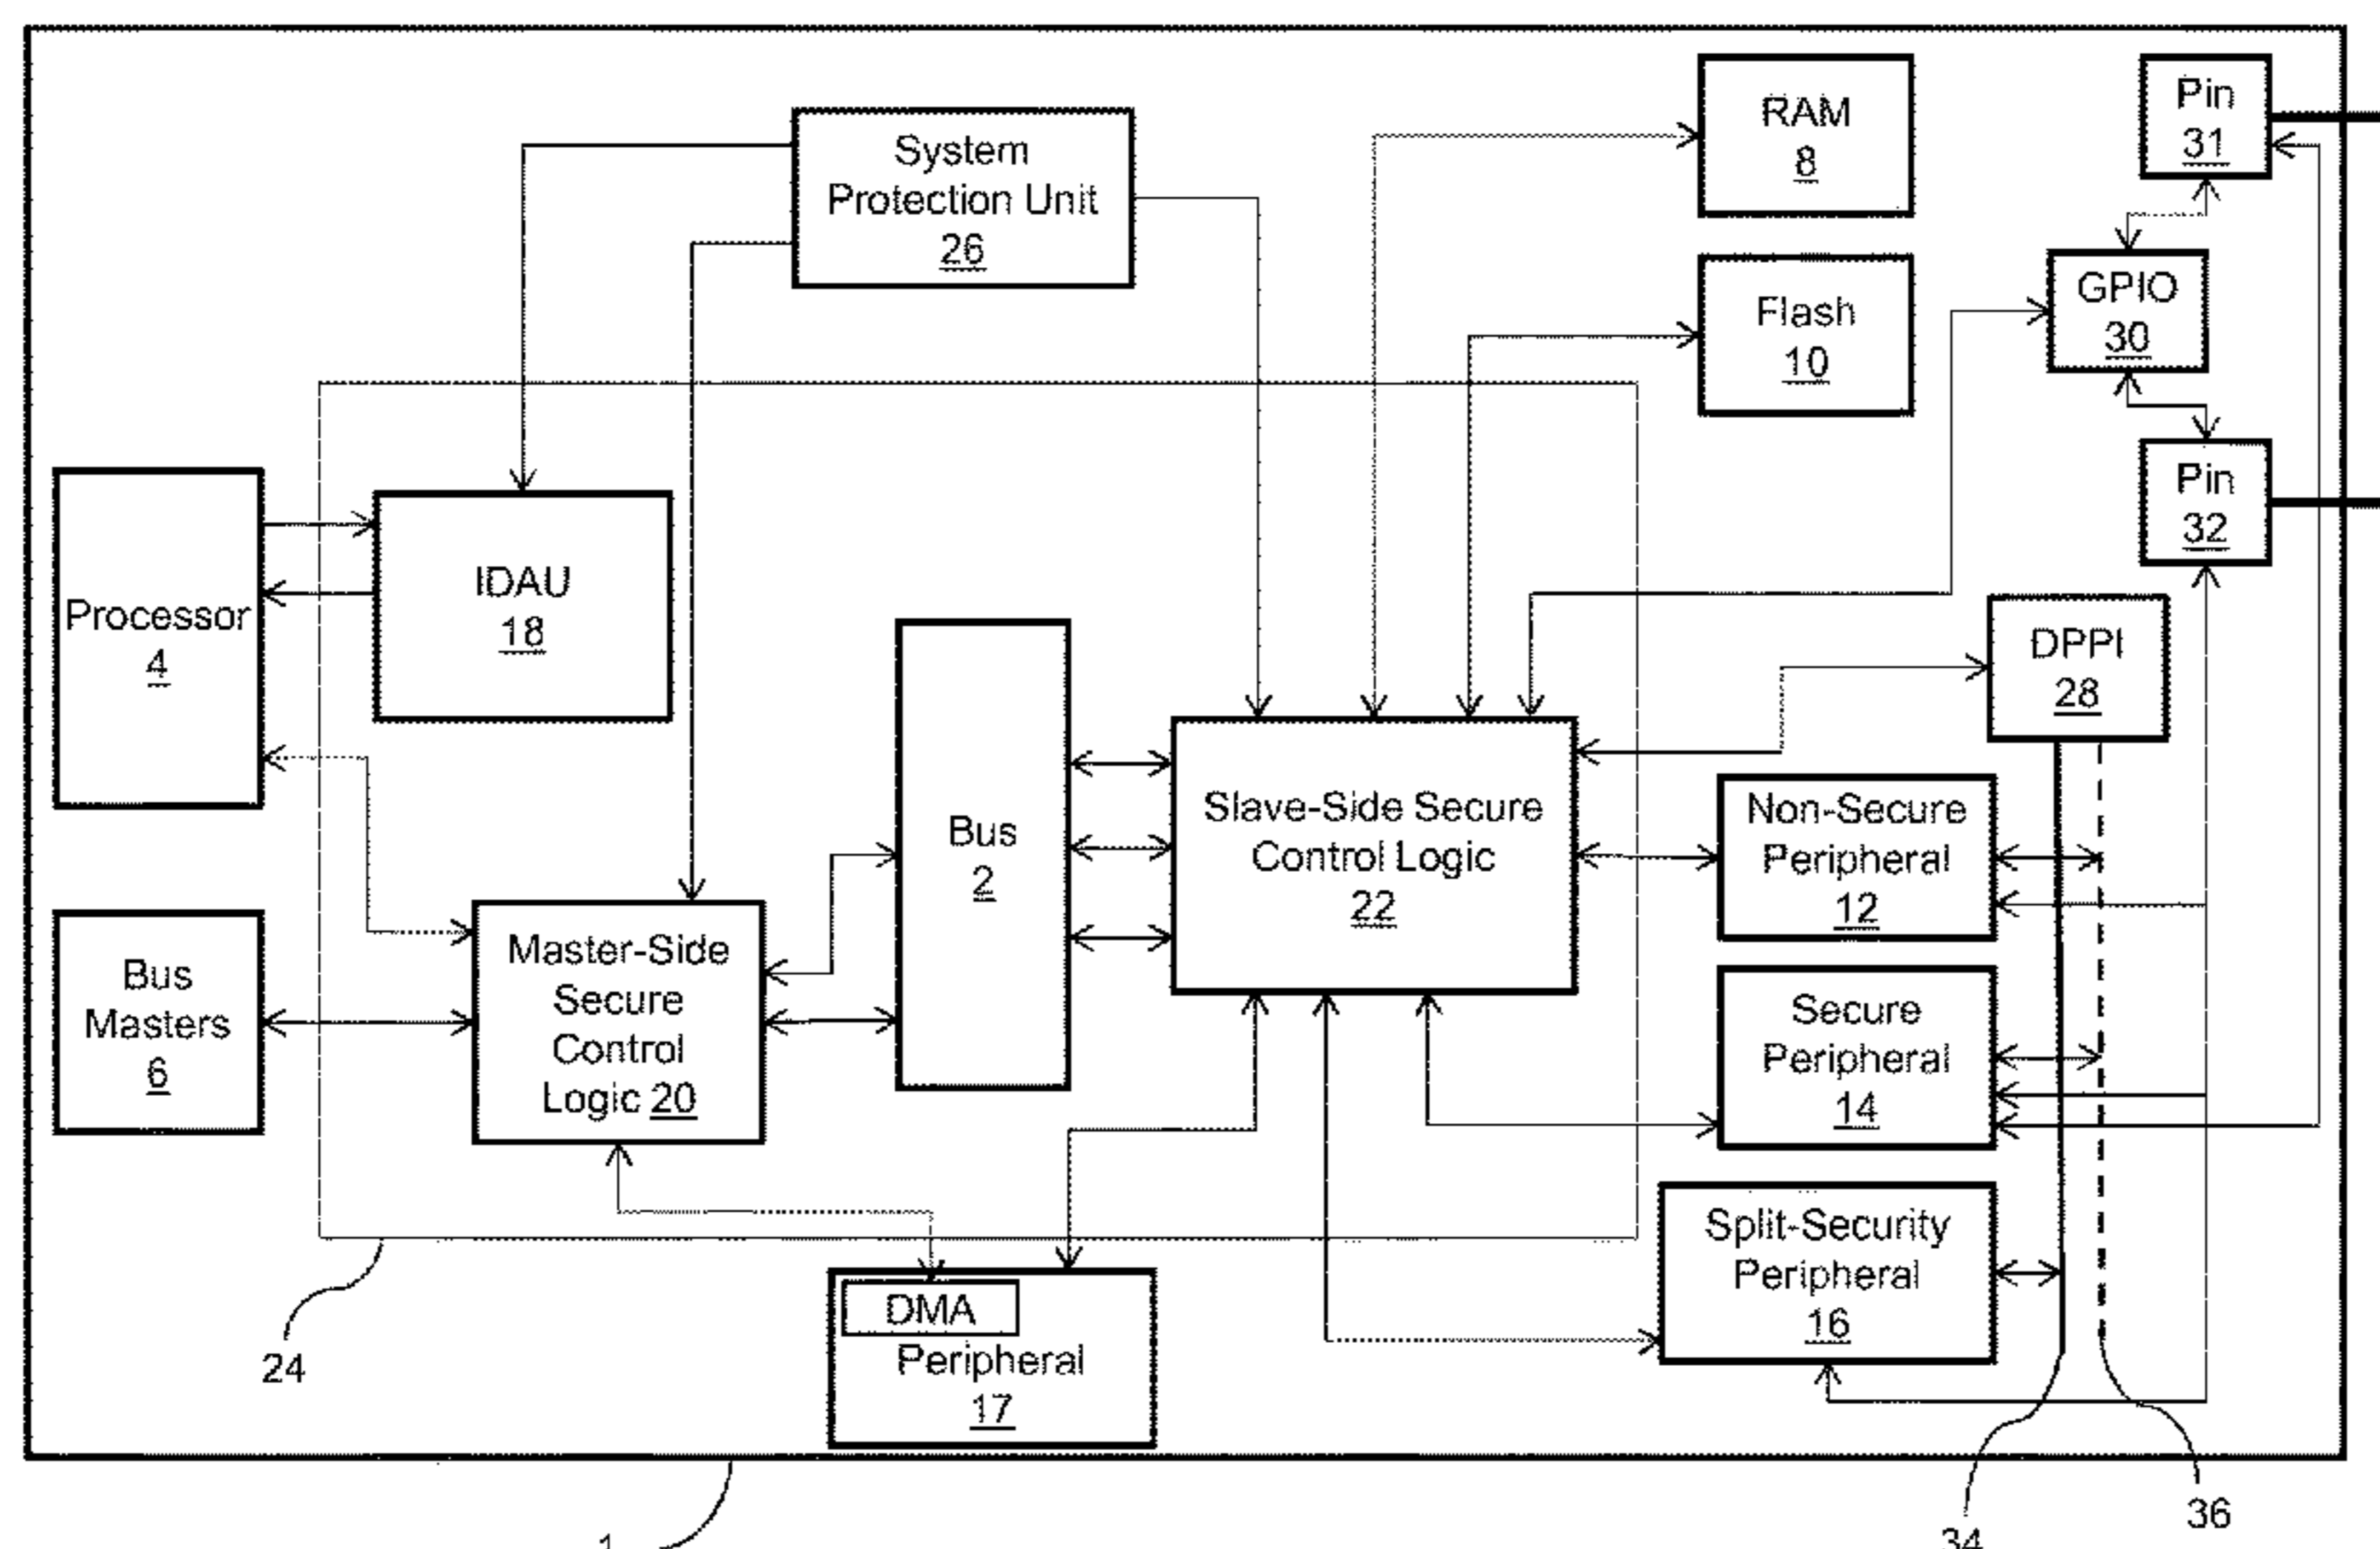 System
Protection Unit
26
RAM
8
Pin
31
Flash
10
GPIO
30
Pin
32
Processor
4
IDAU
18
DPPI
28
Bus
2
Slave-Side Secure
Control Logic
22
Non-Secure
Peripheral
12
Bus
Masters
6
Master-Side
Secure
Control
Logic 20
Secure
Peripheral
14
Split-Security
Peripheral
16
DMA
Peripheral
17
24
1
34
36